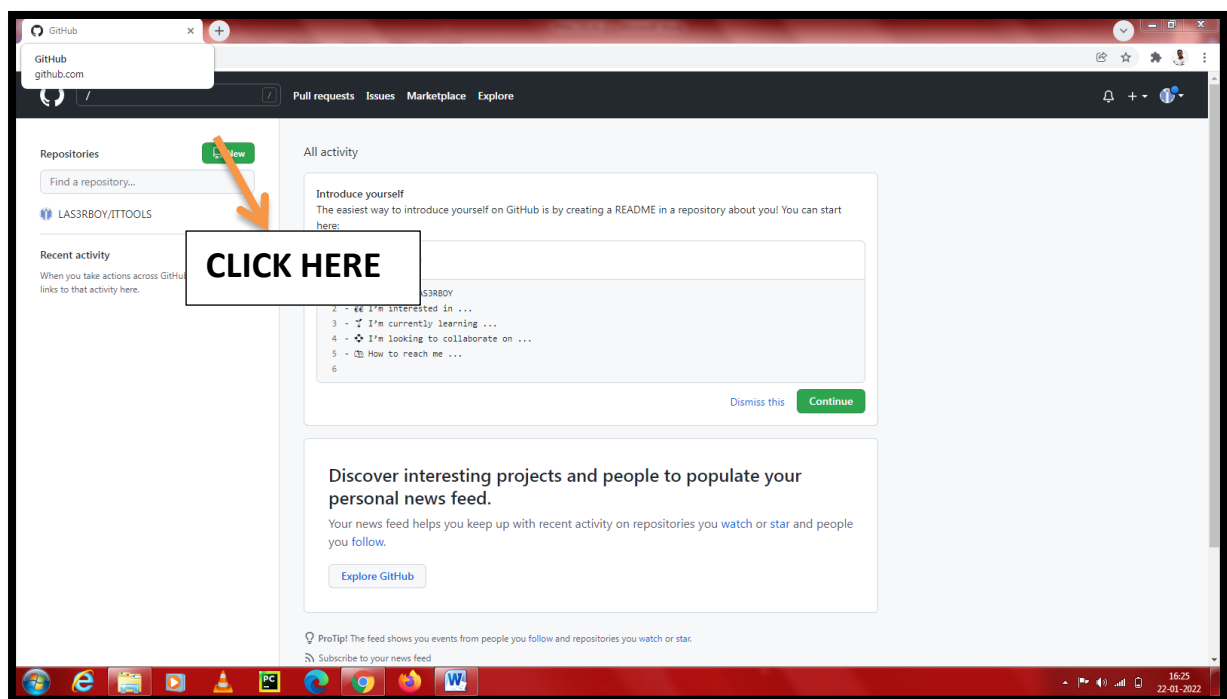 GitHub
GitHub
github.com
/
/
Pull requests Issues Marketplace Explore
Repositories
New
Find a repository...
LAS3RBOY/ITTOOLS
Recent activity
When you take actions across GitHub
links to that activity here.
CLICK HERE
All activity
Introduce yourself
The easiest way to introduce yourself on GitHub is by creating a README in a repository about you! You can start
here:
AS3RBOY
2 - I'm interested in ...
3 - I'm currently learning ...
4 - I'm looking to collaborate on ...
5 - How to reach me ...
6
Dismiss this Continue
Discover interesting projects and people to populate your
personal news feed.
Your news feed helps you keep up with recent activity on repositories you watch or star and people
you follow.
Explore GitHub
ProTip! The feed shows you events from people you follow and repositories you watch or star.
Subscribe to your news feed
PC
W
16:25
22-01-2022